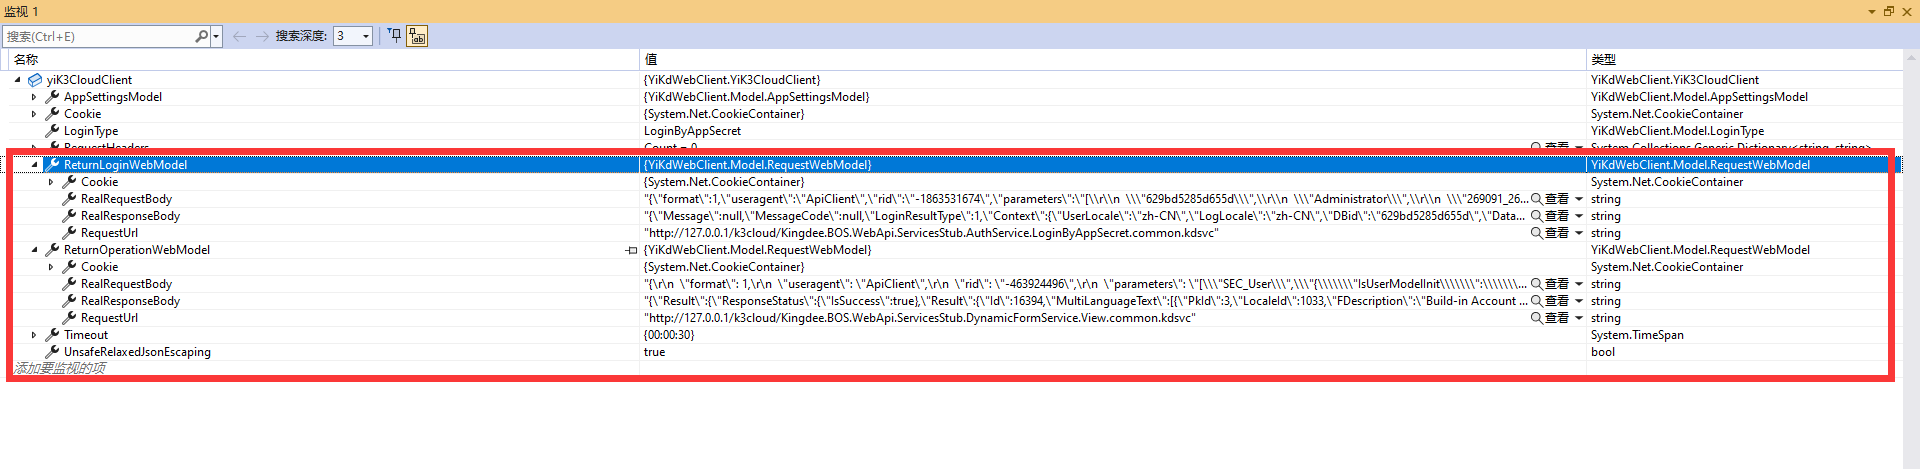 监视 1
搜索(Ctrl+E) 搜索深度: 3
名称 值 类型
yiK3CloudClient {YiKdWebClient.YiK3CloudClient} YiKdWebClient.YiK3CloudClient
AppSettingsModel {YiKdWebClient.Model.AppSettingsModel} YiKdWebClient.Model.AppSettingsModel
Cookie {System.Net.CookieContainer} System.Net.CookieContainer
LoginType LoginByAppSecret YiKdWebClient.Model.LoginType
RequestHeaders Count = 0 查看 System.Collections.Generic.Dictionary<string, string>
ReturnLoginWebModel {YiKdWebClient.Model.RequestWebModel} YiKdWebClient.Model.RequestWebModel
Cookie {System.Net.CookieContainer} System.Net.CookieContainer
RealRequestBody "{\"format\":1,\"useragent\":\"ApiClient\",\"rid\":\"-1863531674\",\"parameters\":\"[\\r\\n  \\\"629bd5285d655d\\\",\\r\\n  \\\"Administrator\\\",\\r\\n  \\\"269091_26... 查看 string
RealResponseBody "{\"Message\":null,\"MessageCode\":null,\"LoginResultType\":1,\"Context\":{\"UserLocale\":\"zh-CN\",\"LogLocale\":\"zh-CN\",\"DBid\":\"629bd5285d655d\",\"Data... 查看 string
RequestUrl "http://127.0.0.1/k3cloud/Kingdee.BOS.WebApi.ServicesStub.AuthService.LoginByAppSecret.common.kdsvc" 查看 string
ReturnOperationWebModel {YiKdWebClient.Model.RequestWebModel} YiKdWebClient.Model.RequestWebModel
Cookie {System.Net.CookieContainer} System.Net.CookieContainer
RealRequestBody "{\r\n  \"format\": 1,\r\n  \"useragent\": \"ApiClient\",\r\n  \"rid\": \"-463924496\",\r\n  \"parameters\": \"[\\\"SEC_User\\\",\\\"{\\\\\\\"IsUserModelInit\\\\\\\":\\\\\\\... 查看 string
RealResponseBody "{\"Result\":{\"ResponseStatus\":{\"IsSuccess\":true},\"Result\":{\"Id\":16394,\"MultiLanguageText\":[{\"PkId\":3,\"LocaleId\":1033,\"FDescription\":\"Build-in Account ... 查看 string
RequestUrl "http://127.0.0.1/k3cloud/Kingdee.BOS.WebApi.ServicesStub.DynamicFormService.View.common.kdsvc" 查看 string
Timeout {00:00:30} System.TimeSpan
UnsafeRelaxedJsonEscaping true bool
添加要监视的项